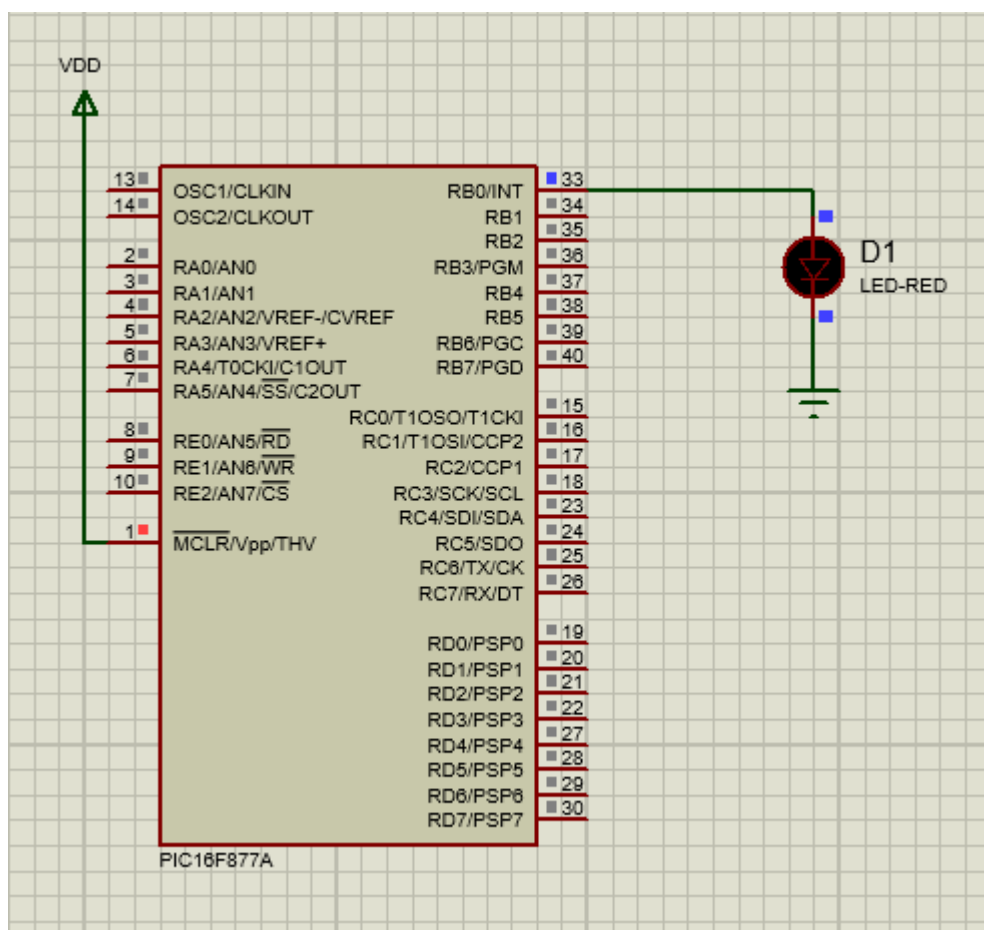 VDD
13
OSC1/CLKIN
14
OSC2/CLKOUT
2
RA0/AN0
3
RA1/AN1
4
RA2/AN2/VREF-/CVREF
5
RA3/AN3/VREF+
6
RA4/T0CKI/C1OUT
7
RA5/AN4/SS/C2OUT
8
RE0/AN5/RD
9
RE1/AN6/WR
10
RE2/AN7/CS
1
MCLR/Vpp/THV
33
RB0/INT
34
RB1
35
RB2
36
RB3/PGM
37
RB4
38
RB5
39
RB6/PGC
40
RB7/PGD
15
RC0/T1OSO/T1CKI
16
RC1/T1OSI/CCP2
17
RC2/CCP1
18
RC3/SCK/SCL
23
RC4/SDI/SDA
24
RC5/SDO
25
RC6/TX/CK
26
RC7/RX/DT
19
RD0/PSP0
20
RD1/PSP1
21
RD2/PSP2
22
RD3/PSP3
27
RD4/PSP4
28
RD5/PSP5
29
RD6/PSP6
30
RD7/PSP7
PIC16F877A
D1
LED-RED